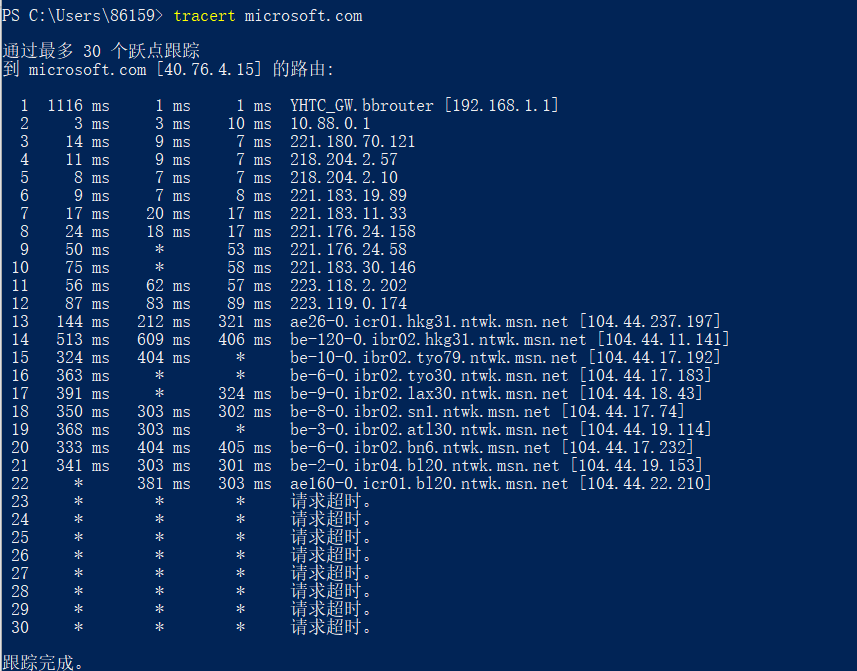 PS C:\Users\86159> tracert microsoft.com
通过最多 30 个跃点跟踪
到 microsoft.com [40.76.4.15] 的路由:
1 1116 ms 1 ms 1 ms YHTC_GW.bbrouter [192.168.1.1]
2 3 ms 3 ms 10 ms 10.88.0.1
3 14 ms 9 ms 7 ms 221.180.70.121
4 11 ms 9 ms 7 ms 218.204.2.57
5 8 ms 7 ms 7 ms 218.204.2.10
6 9 ms 7 ms 8 ms 221.183.19.89
7 17 ms 20 ms 17 ms 221.183.11.33
8 24 ms 18 ms 17 ms 221.176.24.158
9 50 ms * 53 ms 221.176.24.58
10 75 ms * 58 ms 221.183.30.146
11 56 ms 62 ms 57 ms 223.118.2.202
12 87 ms 83 ms 89 ms 223.119.0.174
13 144 ms 212 ms 321 ms ae26-0.icr01.hkg31.ntwk.msn.net [104.44.237.197]
14 513 ms 609 ms 406 ms be-120-0.ibr02.hkg31.ntwk.msn.net [104.44.11.141]
15 324 ms 404 ms * be-10-0.ibr02.tyo79.ntwk.msn.net [104.44.17.192]
16 363 ms * * be-6-0.ibr02.tyo30.ntwk.msn.net [104.44.17.183]
17 391 ms * 324 ms be-9-0.ibr02.lax30.ntwk.msn.net [104.44.18.43]
18 350 ms 303 ms 302 ms be-8-0.ibr02.sn1.ntwk.msn.net [104.44.17.74]
19 368 ms 303 ms * be-3-0.ibr02.atl30.ntwk.msn.net [104.44.19.114]
20 333 ms 404 ms 405 ms be-6-0.ibr02.bn6.ntwk.msn.net [104.44.17.232]
21 341 ms 303 ms 301 ms be-2-0.ibr04.bl20.ntwk.msn.net [104.44.19.153]
22 * 381 ms 303 ms ae160-0.icr01.bl20.ntwk.msn.net [104.44.22.210]
23 * * * 请求超时。
24 * * * 请求超时。
25 * * * 请求超时。
26 * * * 请求超时。
27 * * * 请求超时。
28 * * * 请求超时。
29 * * * 请求超时。
30 * * * 请求超时。
跟踪完成。